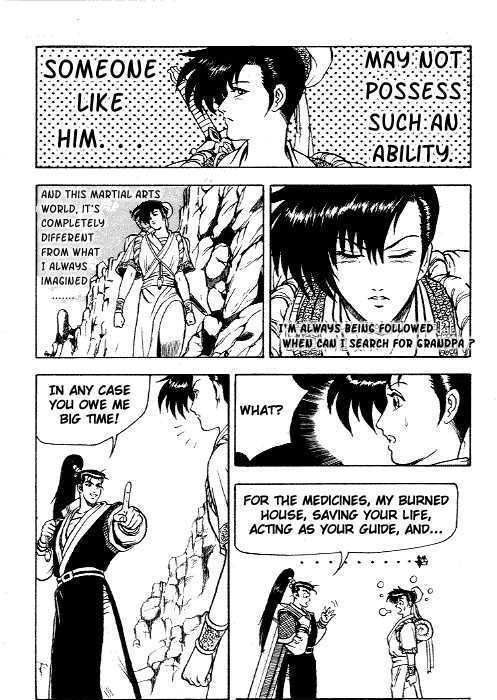 SOMEONE
LIKE
HIM. . .
MAY NOT
POSSESS
SUCH AN
ABILITY.
AND THIS MARTIAL ARTS
WORLD, IT'S
COMPLETELY
DIFFERENT
FROM WHAT
I ALWAYS
IMAGINED
.......
I'M ALWAYS BEING FOLLOWED!
WHEN CAN I SEARCH FOR GRANDPA?
IN ANY CASE
YOU OWE ME
BIG TIME!
WHAT?
FOR THE MEDICINES, MY BURNED
HOUSE, SAVING YOUR LIFE,
ACTING AS YOUR GUIDE, AND...